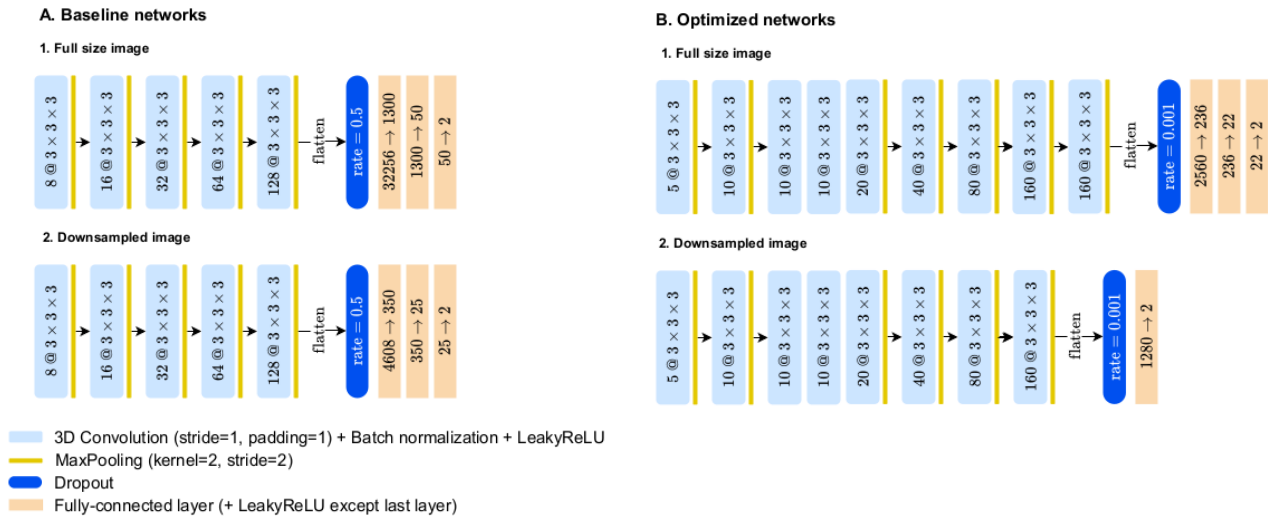 A. Baseline networks
1. Full size image
8 @ 3 × 3 × 3
16 @ 3 × 3 × 3
32 @ 3 × 3 × 3
64 @ 3 × 3 × 3
128 @ 3 × 3 × 3
flatten
rate = 0.5
32256 → 1300
1300 → 50
50 → 2
2. Downsampled image
8 @ 3 × 3 × 3
16 @ 3 × 3 × 3
32 @ 3 × 3 × 3
64 @ 3 × 3 × 3
128 @ 3 × 3 × 3
flatten
rate = 0.5
4608 → 350
350 → 25
25 → 2
3D Convolution (stride=1, padding=1) + Batch normalization + LeakyReLU
MaxPooling (kernel=2, stride=2)
Dropout
Fully-connected layer (+ LeakyReLU except last layer)
B. Optimized networks
1. Full size image
5 @ 3 × 3 × 3
10 @ 3 × 3 × 3
10 @ 3 × 3 × 3
10 @ 3 × 3 × 3
20 @ 3 × 3 × 3
40 @ 3 × 3 × 3
80 @ 3 × 3 × 3
160 @ 3 × 3 × 3
160 @ 3 × 3 × 3
flatten
rate = 0.001
2560 → 236
236 → 22
22 → 2
2. Downsampled image
5 @ 3 × 3 × 3
10 @ 3 × 3 × 3
10 @ 3 × 3 × 3
10 @ 3 × 3 × 3
20 @ 3 × 3 × 3
40 @ 3 × 3 × 3
80 @ 3 × 3 × 3
160 @ 3 × 3 × 3
flatten
rate = 0.001
1280 → 2